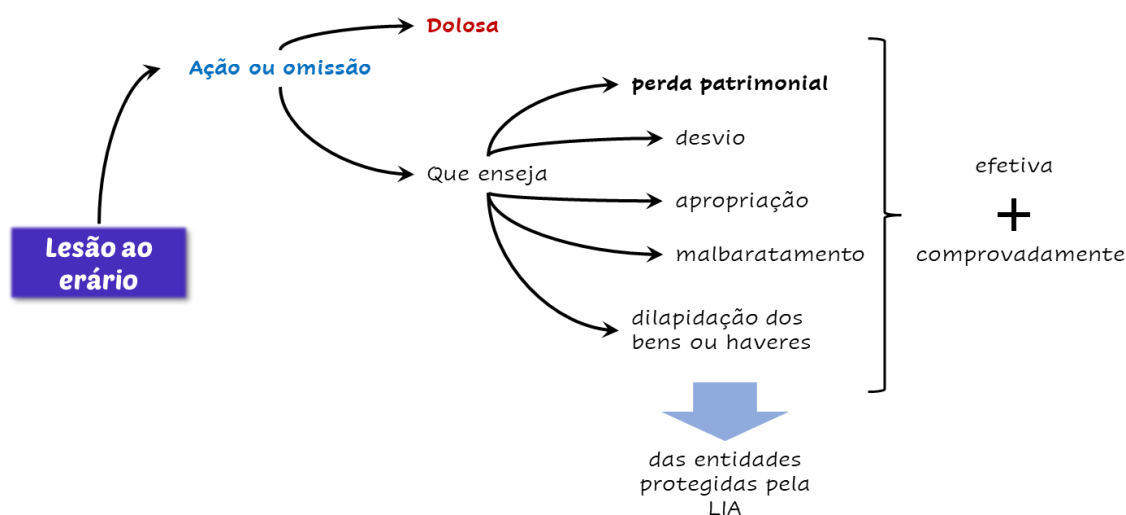 Lesão ao
erário
Ação ou omissão
Dolosa
Que enseja
perda patrimonial
desvio
apropriação
malbaratamento
dilapidação dos
bens ou haveres
das entidades
protegidas pela
LIA
efetiva
+
comprovadamente